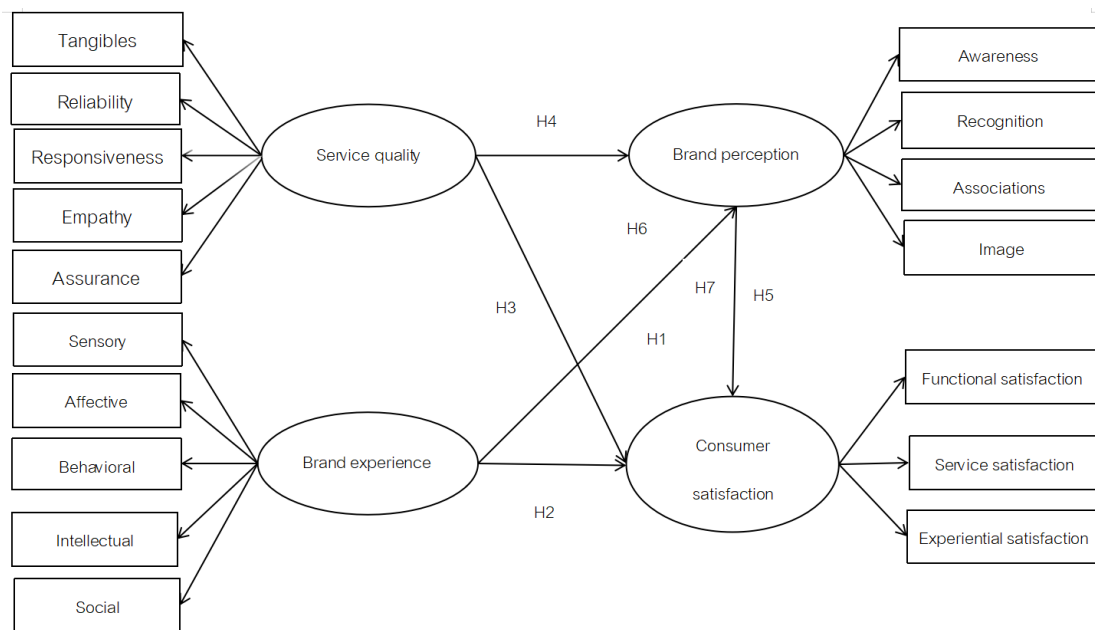 Tangibles
Reliability
Responsiveness
Empathy
Assurance
Sensory
Affective
Behavioral
Intellectual
Social
Service quality
Brand experience
H4
H6
H3
H7
H5
H1
H2
Brand perception
Consumer
satisfaction
Awareness
Recognition
Associations
Image
Functional satisfaction
Service satisfaction
Experiential satisfaction